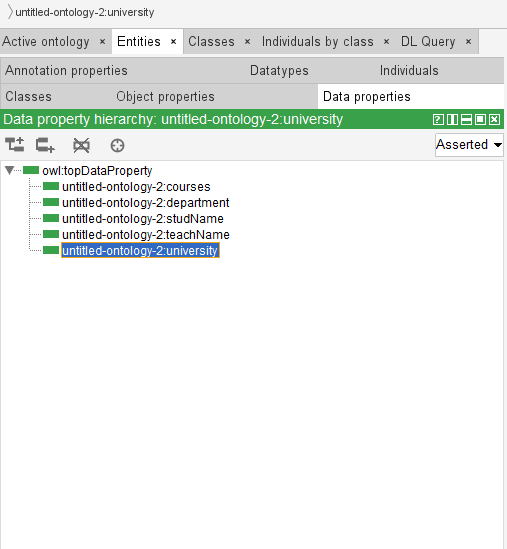 untitled-ontology-2:university
Active ontology × Entities × Classes × Individuals by class × DL Query ×
Annotation properties Datatypes Individuals
Classes Object properties Data properties
Data property hierarchy: untitled-ontology-2:university
Asserted
owl:topDataProperty
untitled-ontology-2:courses
untitled-ontology-2:department
untitled-ontology-2:studName
untitled-ontology-2:teachName
untitled-ontology-2:university